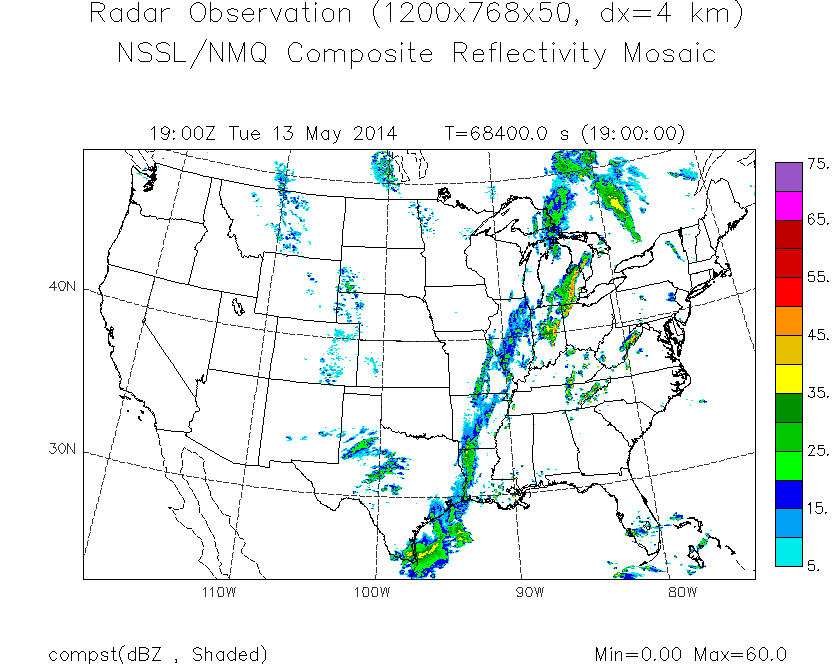 Radar Observation (1200x768x50, dx=4 km)
NSSL/NMQ Composite Reflectivity Mosaic
19:00Z Tue 13 May 2014 T=68400.0 s (19:00:00)
75.
65.
55.
45.
35.
25.
15.
5.
40N
30N
110W 100W 90W 80W
compst(dBZ , Shaded) Min=0.00 Max=60.0